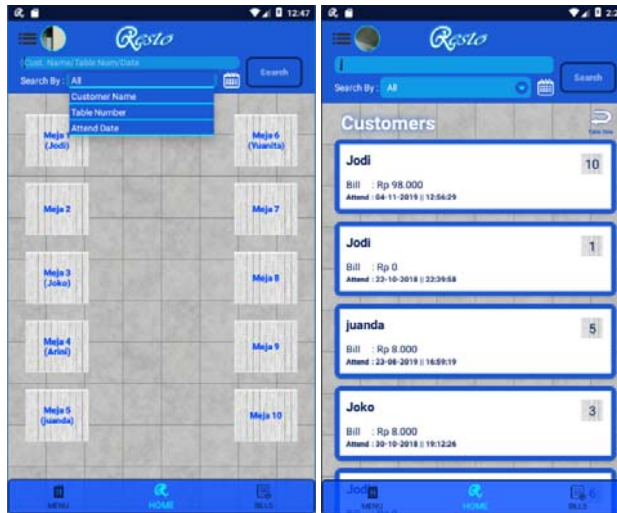 12:47
Resto
Cust. Name/Table Num/Date
Search By : All
Search
Customer Name
Table Number
Attend Date
Meja 1
(Jodi)
Meja 6
(Yuanita)
Meja 2
Meja 7
Meja 3
(Joko)
Meja 8
Meja 4
(Arini)
Meja 9
Meja 5
(juanda)
Meja 10
MENU
HOME
BILLS
Resto
Search By : All
Search
Customers
Jodi
10
Bill : Rp 98.000
Attend : 04-11-2019 || 12:56:29
Jodi
1
Bill : Rp 0
Attend : 22-10-2018 || 22:39:58
juanda
5
Bill : Rp 8.000
Attend : 23-08-2019 || 16:59:19
Joko
3
Bill : Rp 8.000
Attend : 30-10-2018 || 19:12:26
Jodi
6
MENU
HOME
BILLS